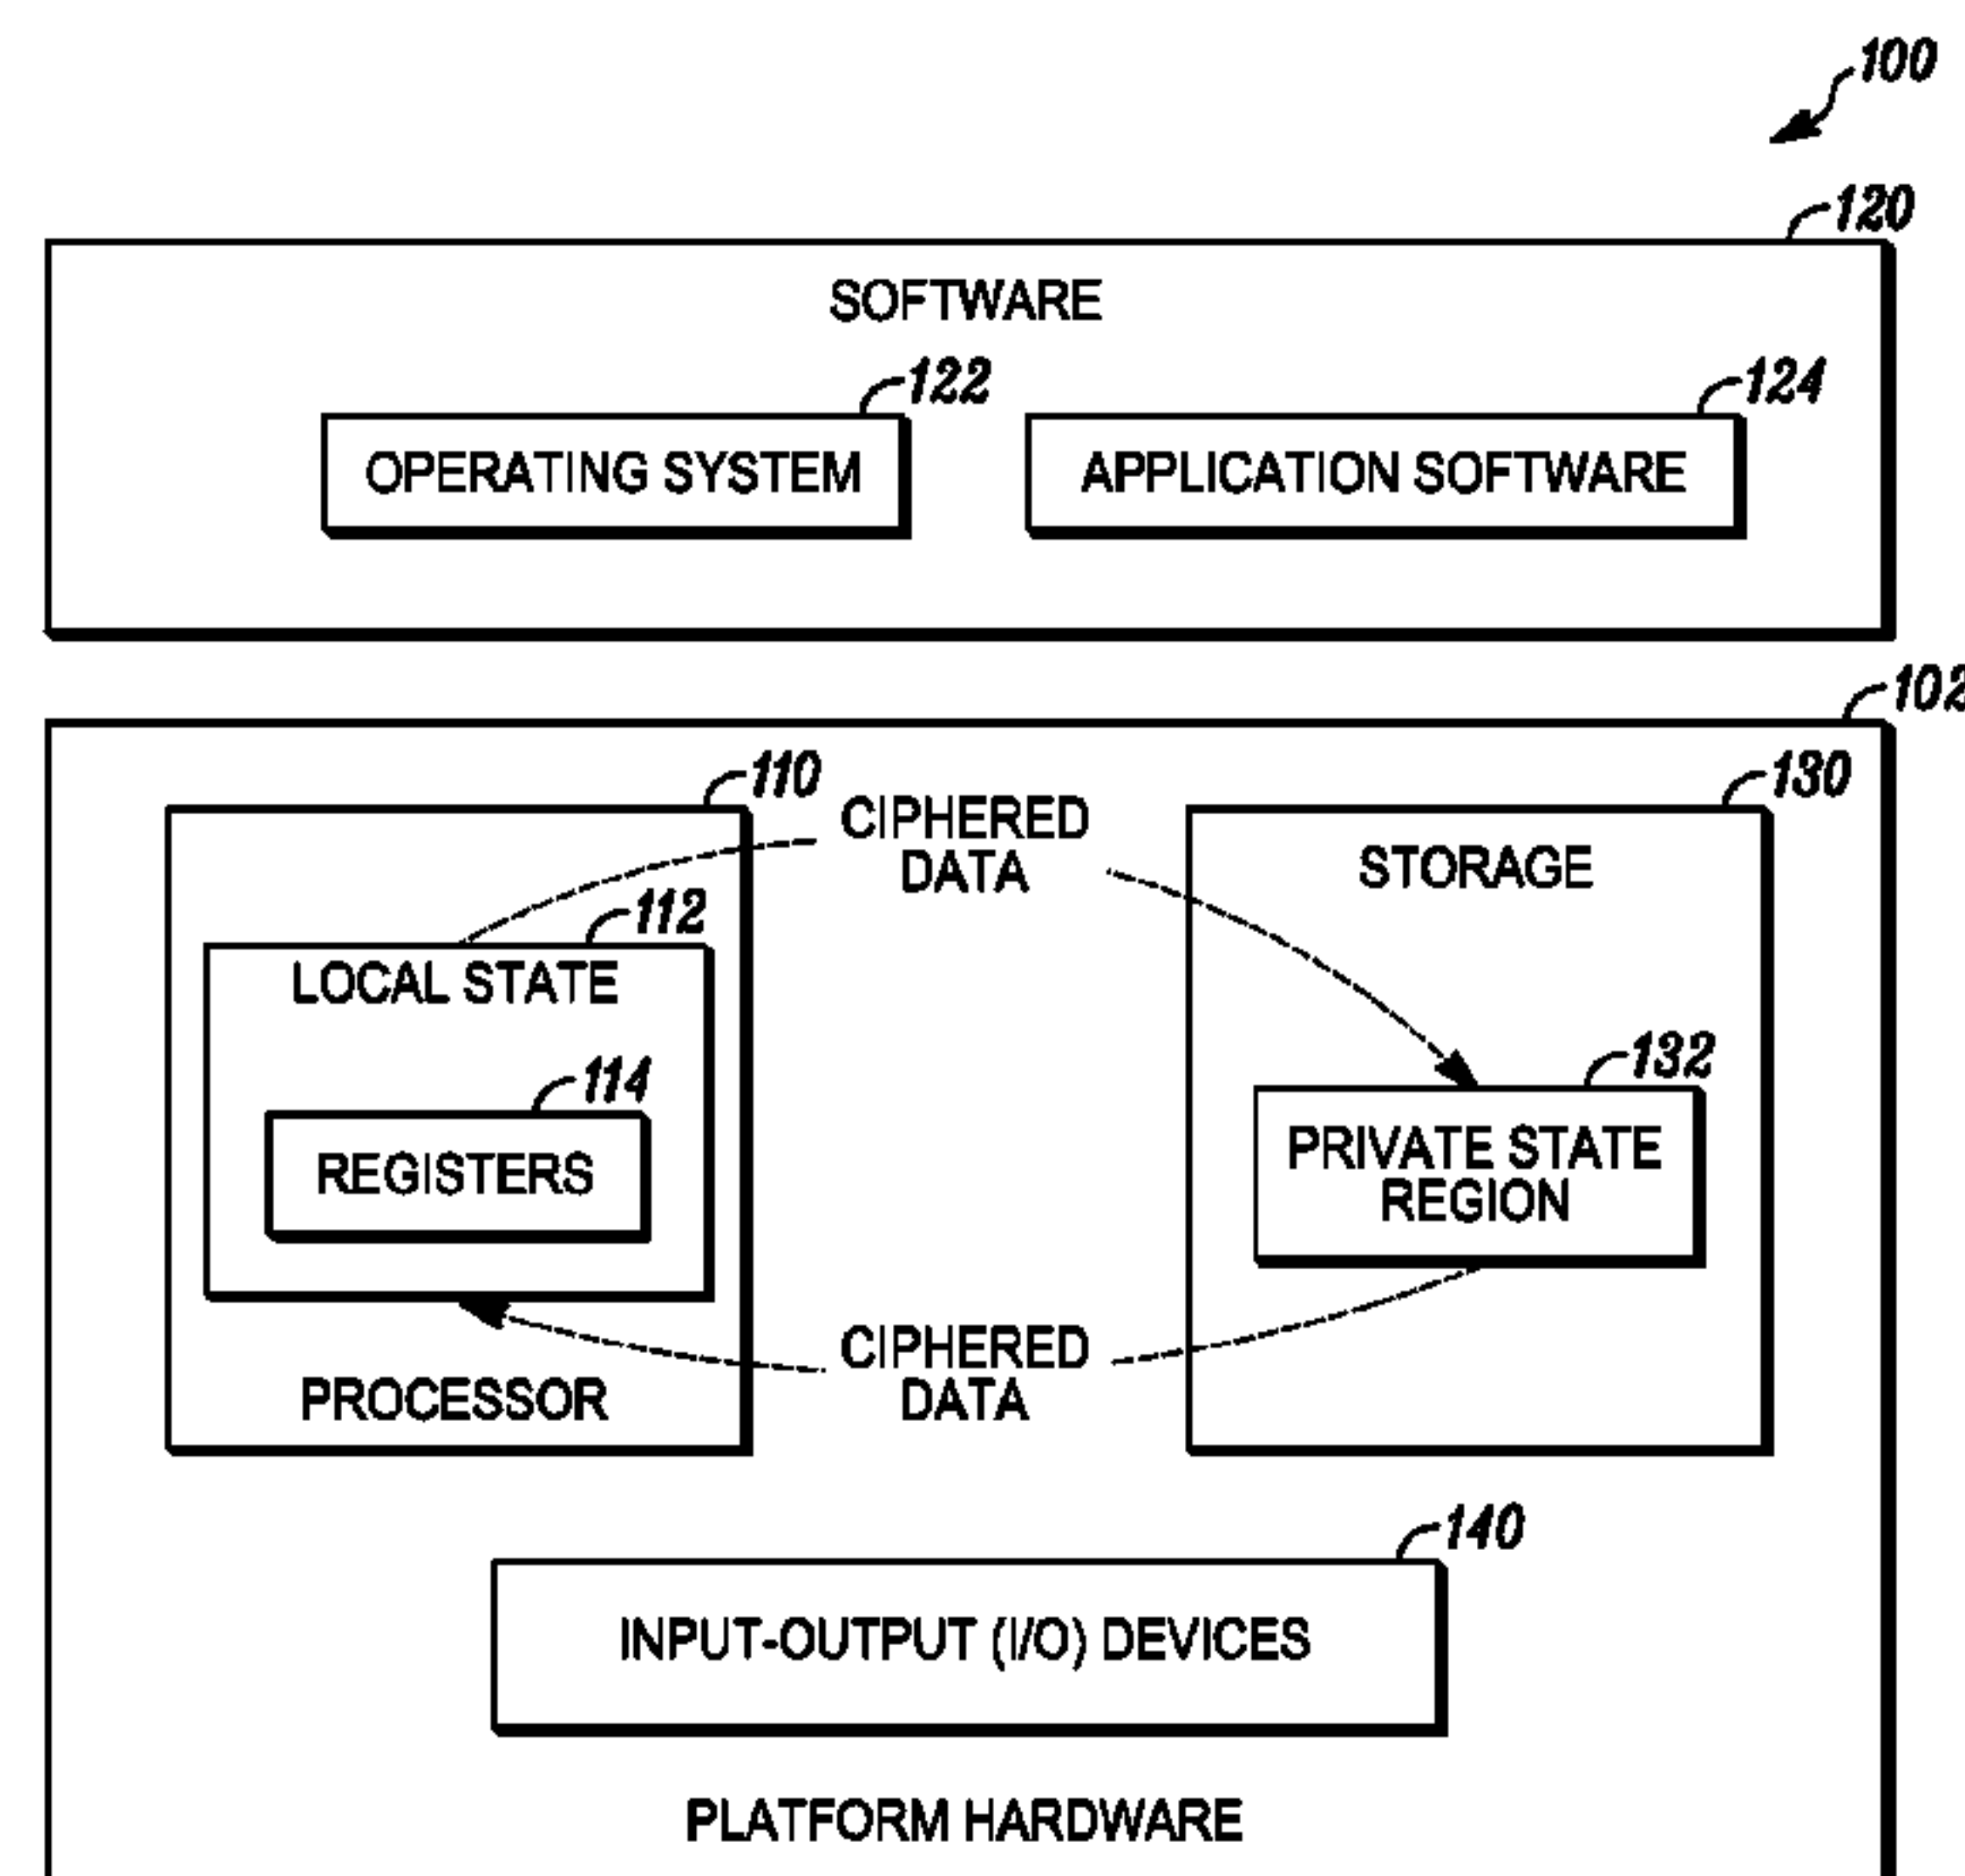 100
120
SOFTWARE
122
124
OPERATING SYSTEM
APPLICATION SOFTWARE
102
110
130
CIPHERED
DATA
STORAGE
112
LOCAL STATE
114
132
REGISTERS
PRIVATE STATE
REGION
CIPHERED
DATA
PROCESSOR
140
INPUT-OUTPUT (I/O) DEVICES
PLATFORM HARDWARE